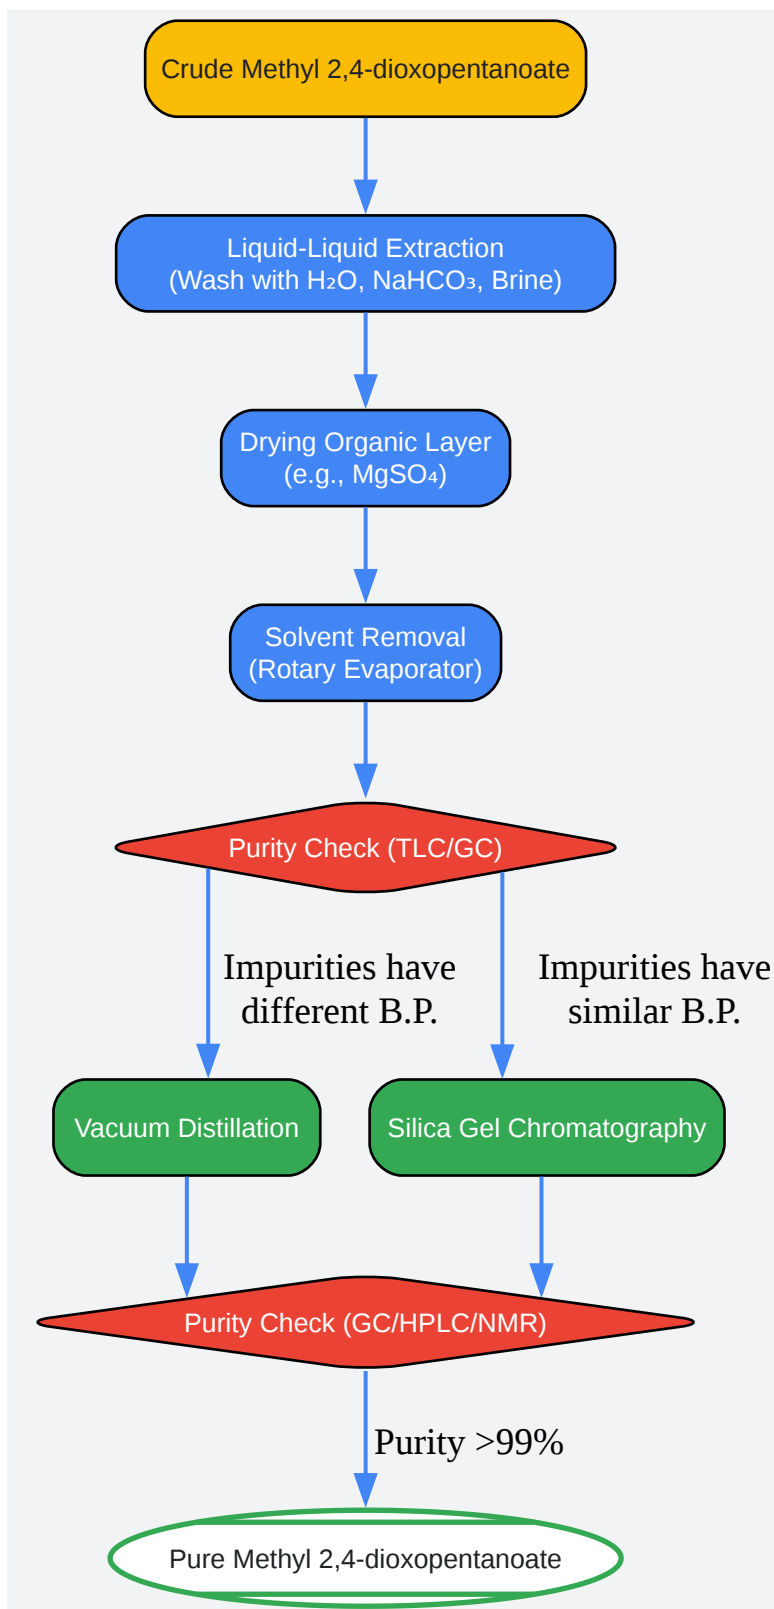 Crude Methyl 2,4-dioxopentanoate
Liquid-Liquid Extraction
(Wash with H₂O, NaHCO₃, Brine)
Drying Organic Layer
(e.g., MgSO₄)
Solvent Removal
(Rotary Evaporator)
Purity Check (TLC/GC)
Impurities have
different B.P.
Impurities have
similar B.P.
Vacuum Distillation
Silica Gel Chromatography
Purity Check (GC/HPLC/NMR)
Purity >99%
Pure Methyl 2,4-dioxopentanoate